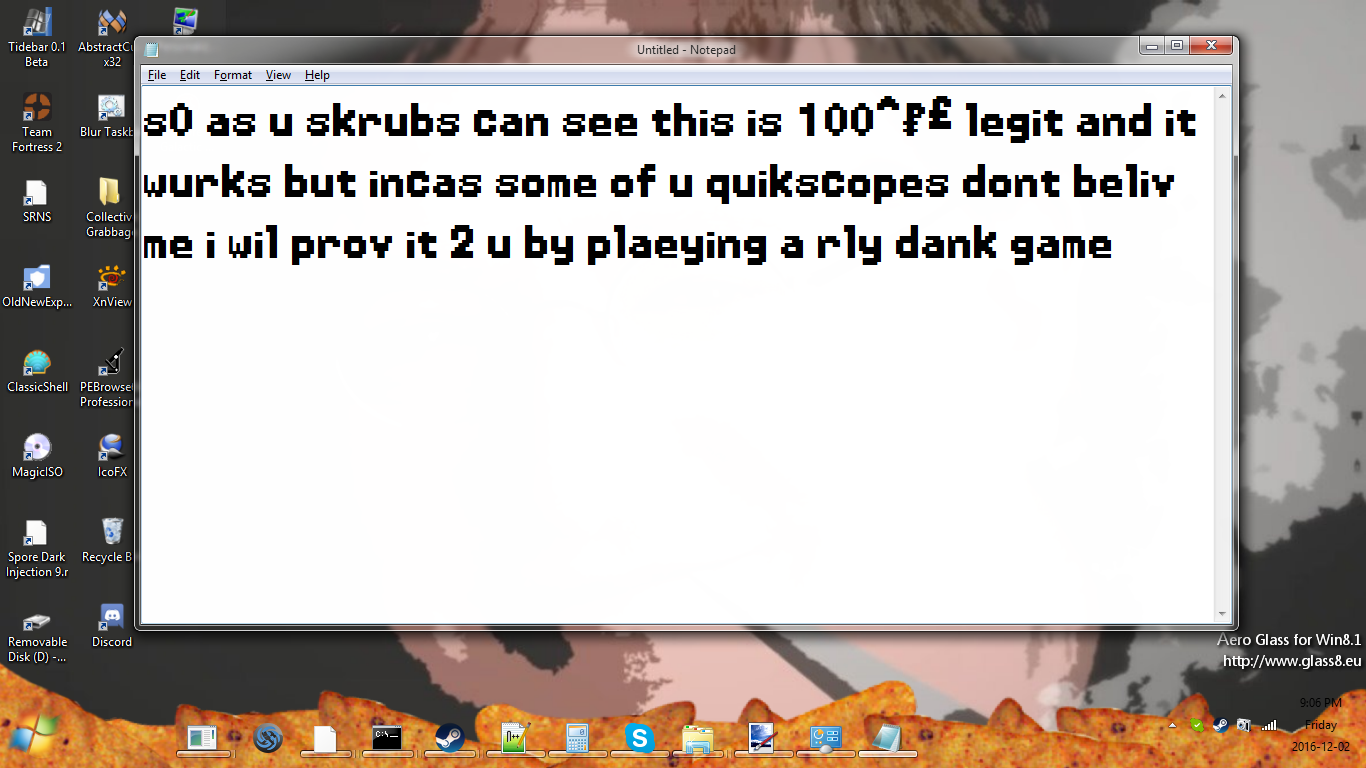 Tidebar 0.1
Beta
AbstractCu
x32
Team
Fortress 2
Blur Taskb
SRNS
Collectiv
Grabbage
OldNewExp...
XnView
ClassicShell
PEBrowse
Profession
MagicISO
IcoFX
Spore Dark
Injection 9.r
Recycle B
Removable
Disk (D) -...
Discord
Untitled - Notepad
File Edit Format View Help
s0 as u skrubs can see this is 100^₽£ legit and it
wurks but incas some of u quikscopes dont beliv
me i wil prov it 2 u by plaeying a rly dank game
Aero Glass for Win8.1
http://www.glass8.eu
C:\_
N++
S
9:06 PM
Friday
2016-12-02